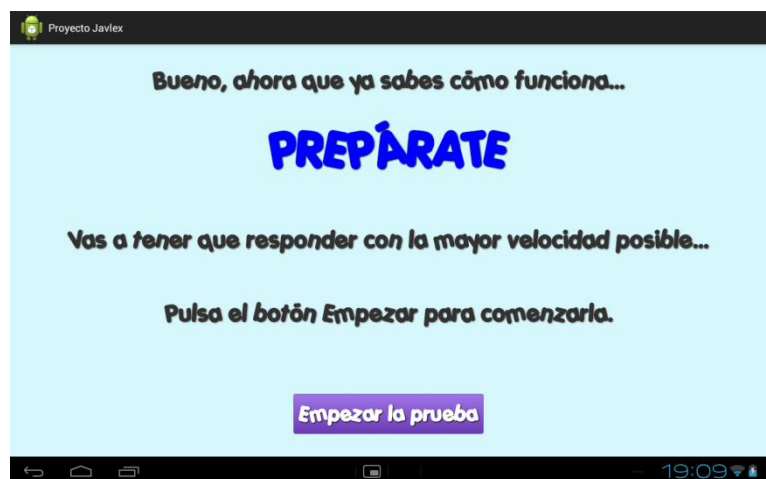 Proyecto Javlex
Bueno, ahora que ya sabes cómo funciona...
PREPÁRATE
Vas a tener que responder con la mayor velocidad posible...
Pulsa el botón Empezar para comenzarla.
Empezar la prueba
19:09